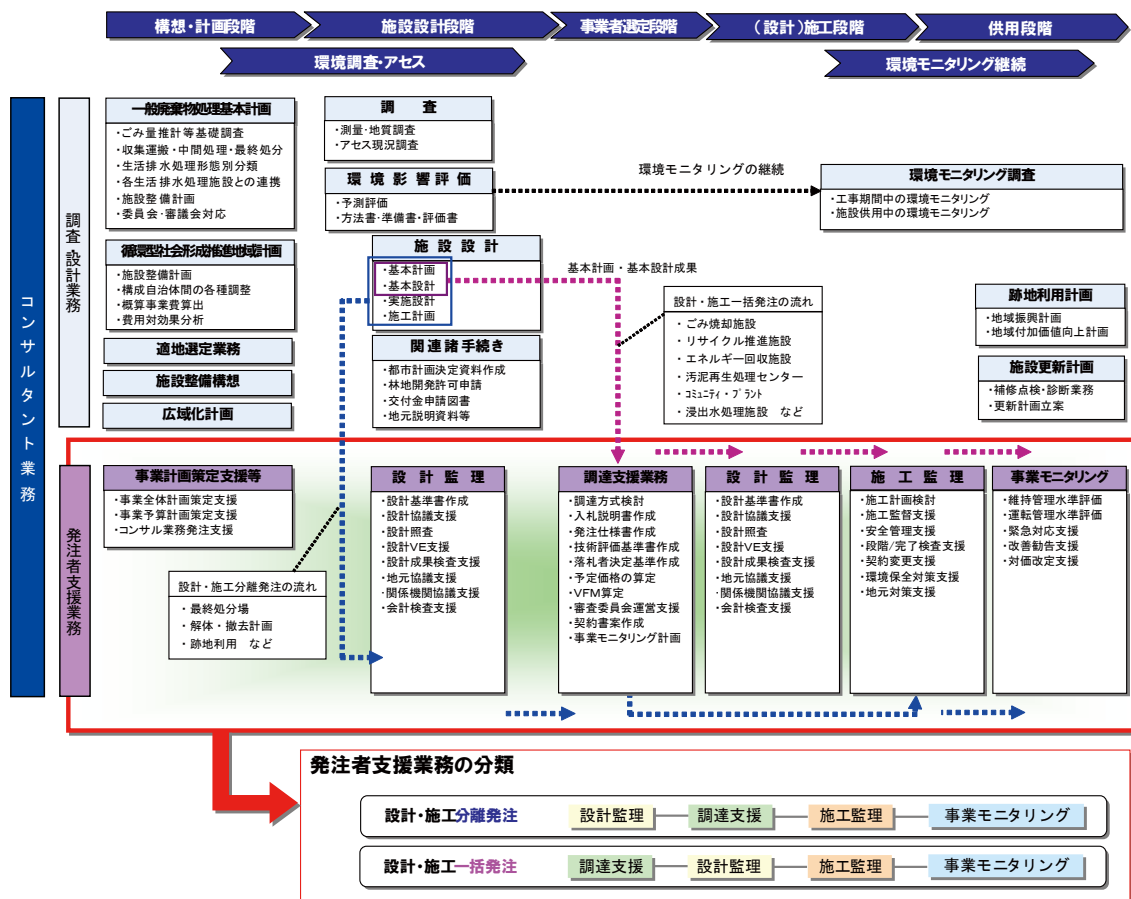 構想・計画段階
施設設計段階
事業者選定段階
（設計）施工段階
供用段階
環境調査・アセス
環境モニタリング継続
コンサルタント業務
調査・設計業務
一般廃棄物処理基本計画
・ごみ量推計等基礎調査
・収集運搬・中間処理・最終処分
・生活排水処理形態別分類
・各生活排水処理施設との連携
・施設整備計画
・委員会・審議会対応
循環型社会形成推進地域計画
・施設整備計画
・構成自治体間の各種調整
・概算事業費算出
・費用対効果分析
適地選定業務
施設整備構想
広域化計画
調　査
・測量・地質調査
・アセス現況調査
環境影響評価
・予測評価
・方法書・準備書・評価書
環境モニタリングの継続
環境モニタリング調査
・工事期間中の環境モニタリング
・施設供用中の環境モニタリング
施設設計
・基本計画
・基本設計
・実施設計
・施工計画
基本計画・基本設計成果
関連諸手続き
・都市計画決定資料作成
・林地開発許可申請
・交付金申請図書
・地元説明資料等
設計・施工一括発注の流れ
・ごみ焼却施設
・リサイクル推進施設
・エネルギー回収施設
・汚泥再生処理センター
・コミュニティ・プラント
・浸出水処理施設　など
跡地利用計画
・地域振興計画
・地域付加価値向上計画
施設更新計画
・補修点検・診断業務
・更新計画立案
発注者支援業務
事業計画策定支援等
・事業全体計画策定支援
・事業予算計画策定支援
・コンサル業務発注支援
設計・施工分離発注の流れ
・最終処分場
・解体・撤去計画
・跡地利用　など
設計監理
・設計基準書作成
・設計協議支援
・設計照査
・設計VE支援
・設計成果検査支援
・地元協議支援
・関係機関協議支援
・会計検査支援
調達支援業務
・調達方式検討
・入札説明書作成
・発注仕様書作成
・技術評価基準書作成
・落札者決定基準作成
・予定価格の算定
・VFM算定
・審査委員会運営支援
・契約書案作成
・事業モニタリング計画
設計監理
・設計基準書作成
・設計協議支援
・設計照査
・設計VE支援
・設計成果検査支援
・地元協議支援
・関係機関協議支援
・会計検査支援
施工監理
・施工計画検討
・施工監督支援
・安全管理支援
・段階/完了検査支援
・契約変更支援
・環境保全対策支援
・地元対策支援
事業モニタリング
・維持管理水準評価
・運転管理水準評価
・緊急対応支援
・改善勧告支援
・対価改定支援
発注者支援業務の分類
設計・施工分離発注　設計監理　調達支援　施工監理　事業モニタリング
設計・施工一括発注　調達支援　設計監理　施工監理　事業モニタリング